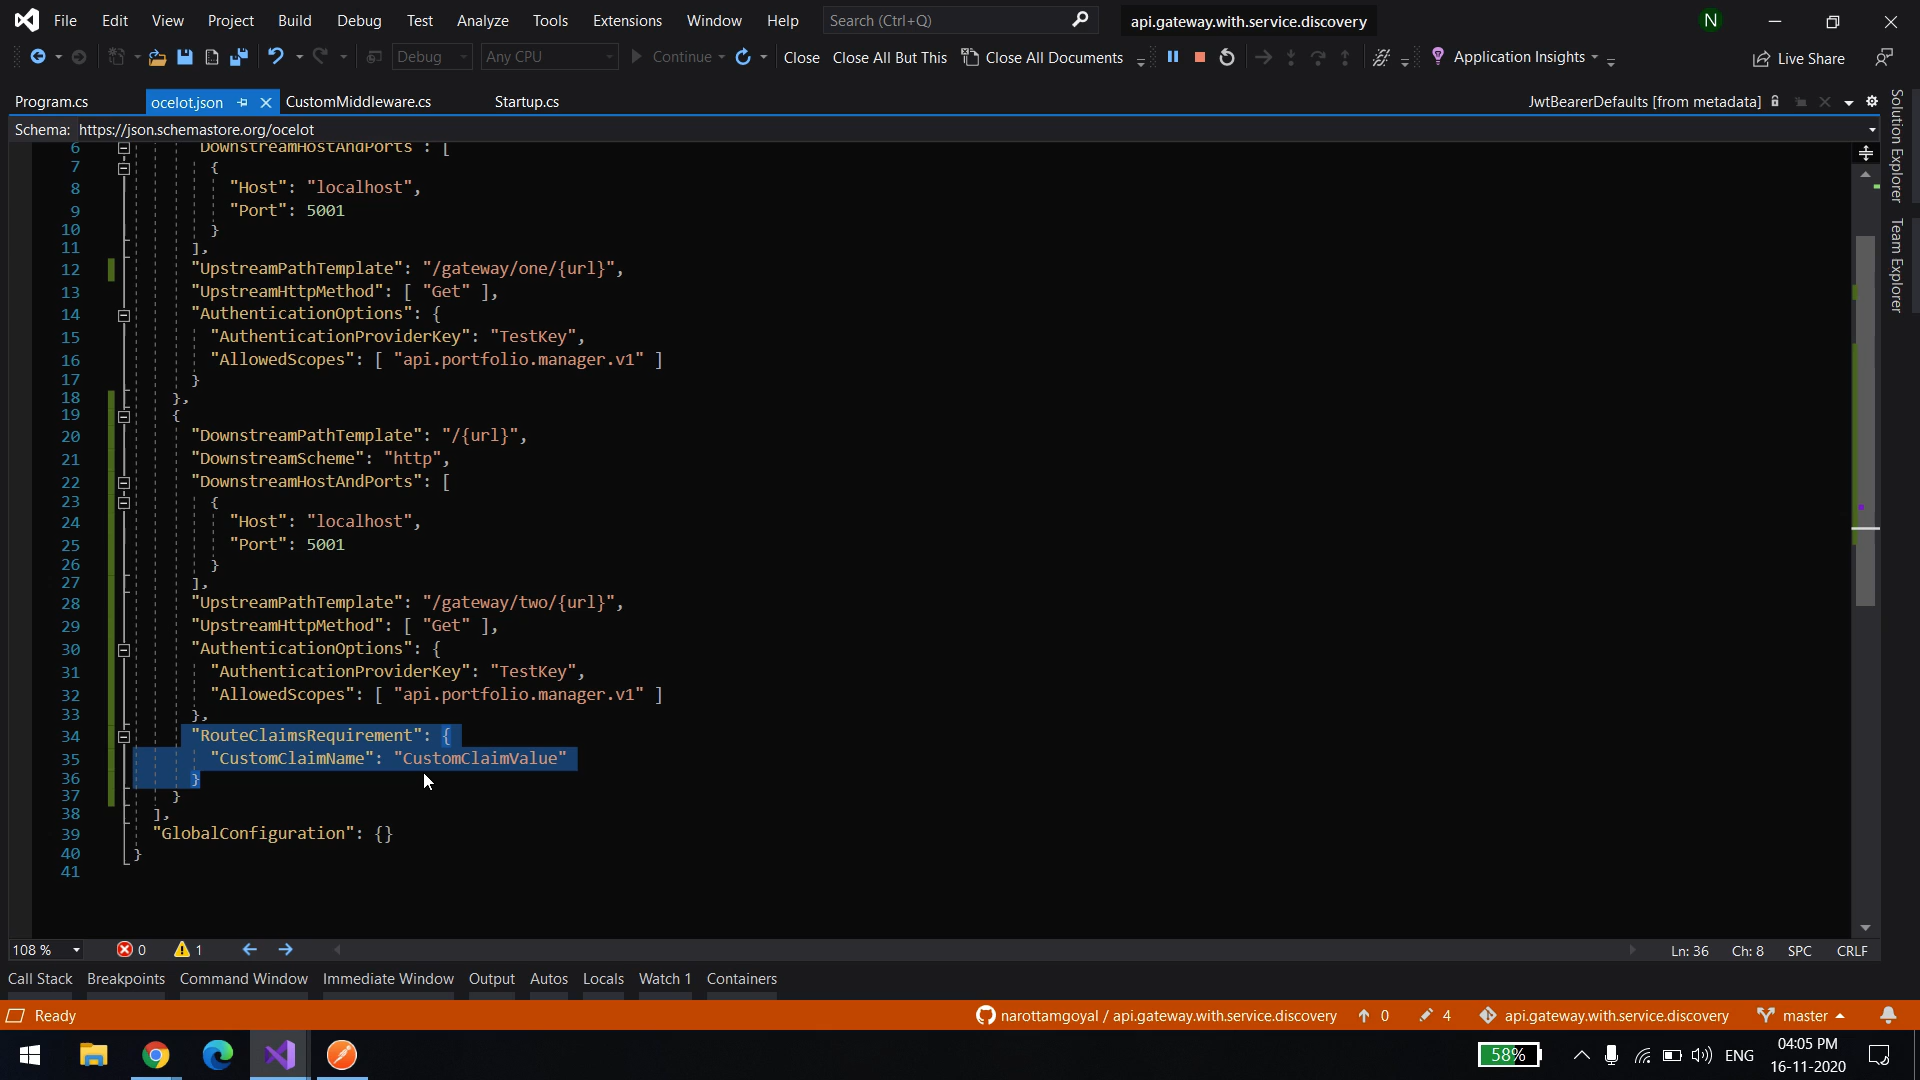 File Edit View Project Build Debug Test Analyze Tools Extensions Window Help Search (Ctrl+Q) api.gateway.with.service.discovery N
Debug Any CPU Continue Close Close All But This Close All Documents Application Insights Live Share
Program.cs ocelot.json CustomMiddleware.cs Startup.cs JwtBearerDefaults [from metadata]
Schema: https://json.schemastore.org/ocelot
Solution Explorer
Team Explorer
6 "DownstreamHostAndPorts": [
7 {
8 "Host": "localhost",
9 "Port": 5001
10 }
11 ],
12 "UpstreamPathTemplate": "/gateway/one/{url}",
13 "UpstreamHttpMethod": [ "Get" ],
14 "AuthenticationOptions": {
15 "AuthenticationProviderKey": "TestKey",
16 "AllowedScopes": [ "api.portfolio.manager.v1" ]
17 }
18 },
19 {
20 "DownstreamPathTemplate": "/{url}",
21 "DownstreamScheme": "http",
22 "DownstreamHostAndPorts": [
23 {
24 "Host": "localhost",
25 "Port": 5001
26 }
27 ],
28 "UpstreamPathTemplate": "/gateway/two/{url}",
29 "UpstreamHttpMethod": [ "Get" ],
30 "AuthenticationOptions": {
31 "AuthenticationProviderKey": "TestKey",
32 "AllowedScopes": [ "api.portfolio.manager.v1" ]
33 },
34 "RouteClaimsRequirement": {
35 "CustomClaimName": "CustomClaimValue"
36 }
37 }
38 ],
39 "GlobalConfiguration": {}
40 }
41
108 % 0 1 Ln: 36 Ch: 8 SPC CRLF
Call Stack Breakpoints Command Window Immediate Window Output Autos Locals Watch 1 Containers
Ready narottamgoyal / api.gateway.with.service.discovery 0 4 api.gateway.with.service.discovery master
58% ENG 04:05 PM
16-11-2020